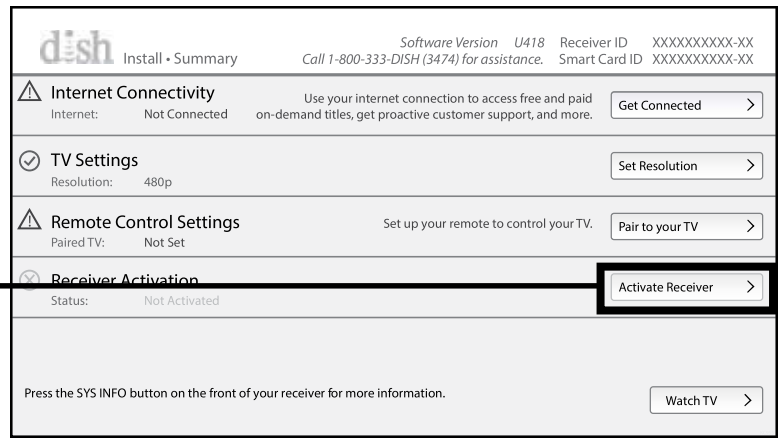 dish Install • Summary
Software Version U418 Receiver ID XXXXXXXXXX-XX
Call 1-800-333-DISH (3474) for assistance. Smart Card ID XXXXXXXXXX-XX
Internet Connectivity
Internet: Not Connected
Use your internet connection to access free and paid
on-demand titles, get proactive customer support, and more.
Get Connected
TV Settings
Resolution: 480p
Set Resolution
Remote Control Settings
Paired TV: Not Set
Set up your remote to control your TV.
Pair to your TV
Receiver Activation
Status: Not Activated
Activate Receiver
Press the SYS INFO button on the front of your receiver for more information.
Watch TV